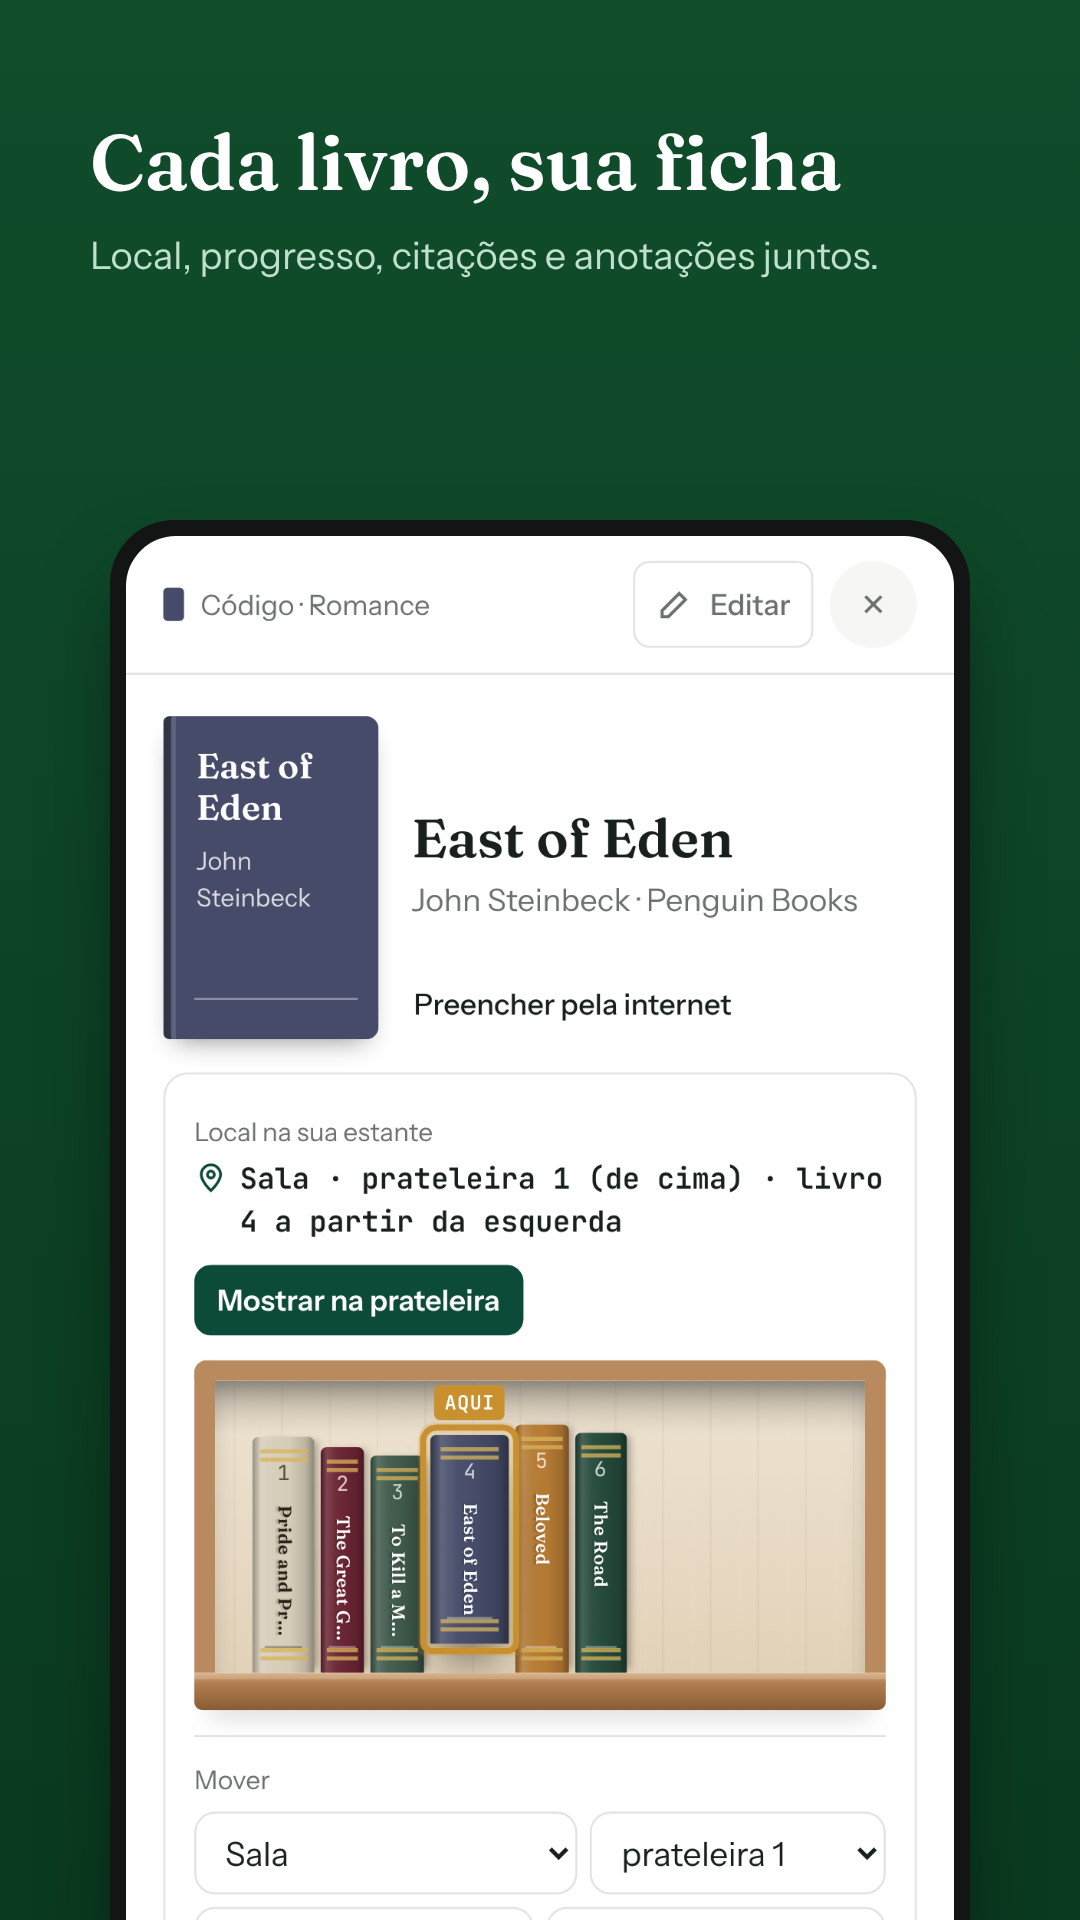 Cada livro, sua ficha
Local, progresso, citações e anotações juntos.
Código · Romance
Editar
East of
Eden
John
Steinbeck
East of Eden
John Steinbeck · Penguin Books
Preencher pela internet
Local na sua estante
Sala · prateleira 1 (de cima) · livro
4 a partir da esquerda
Mostrar na prateleira
AQUI
1
Pride and Pr...
2
The Great G...
3
To Kill a M...
4
East of Eden
5
Beloved
6
The Road
Mover
Sala
prateleira 1